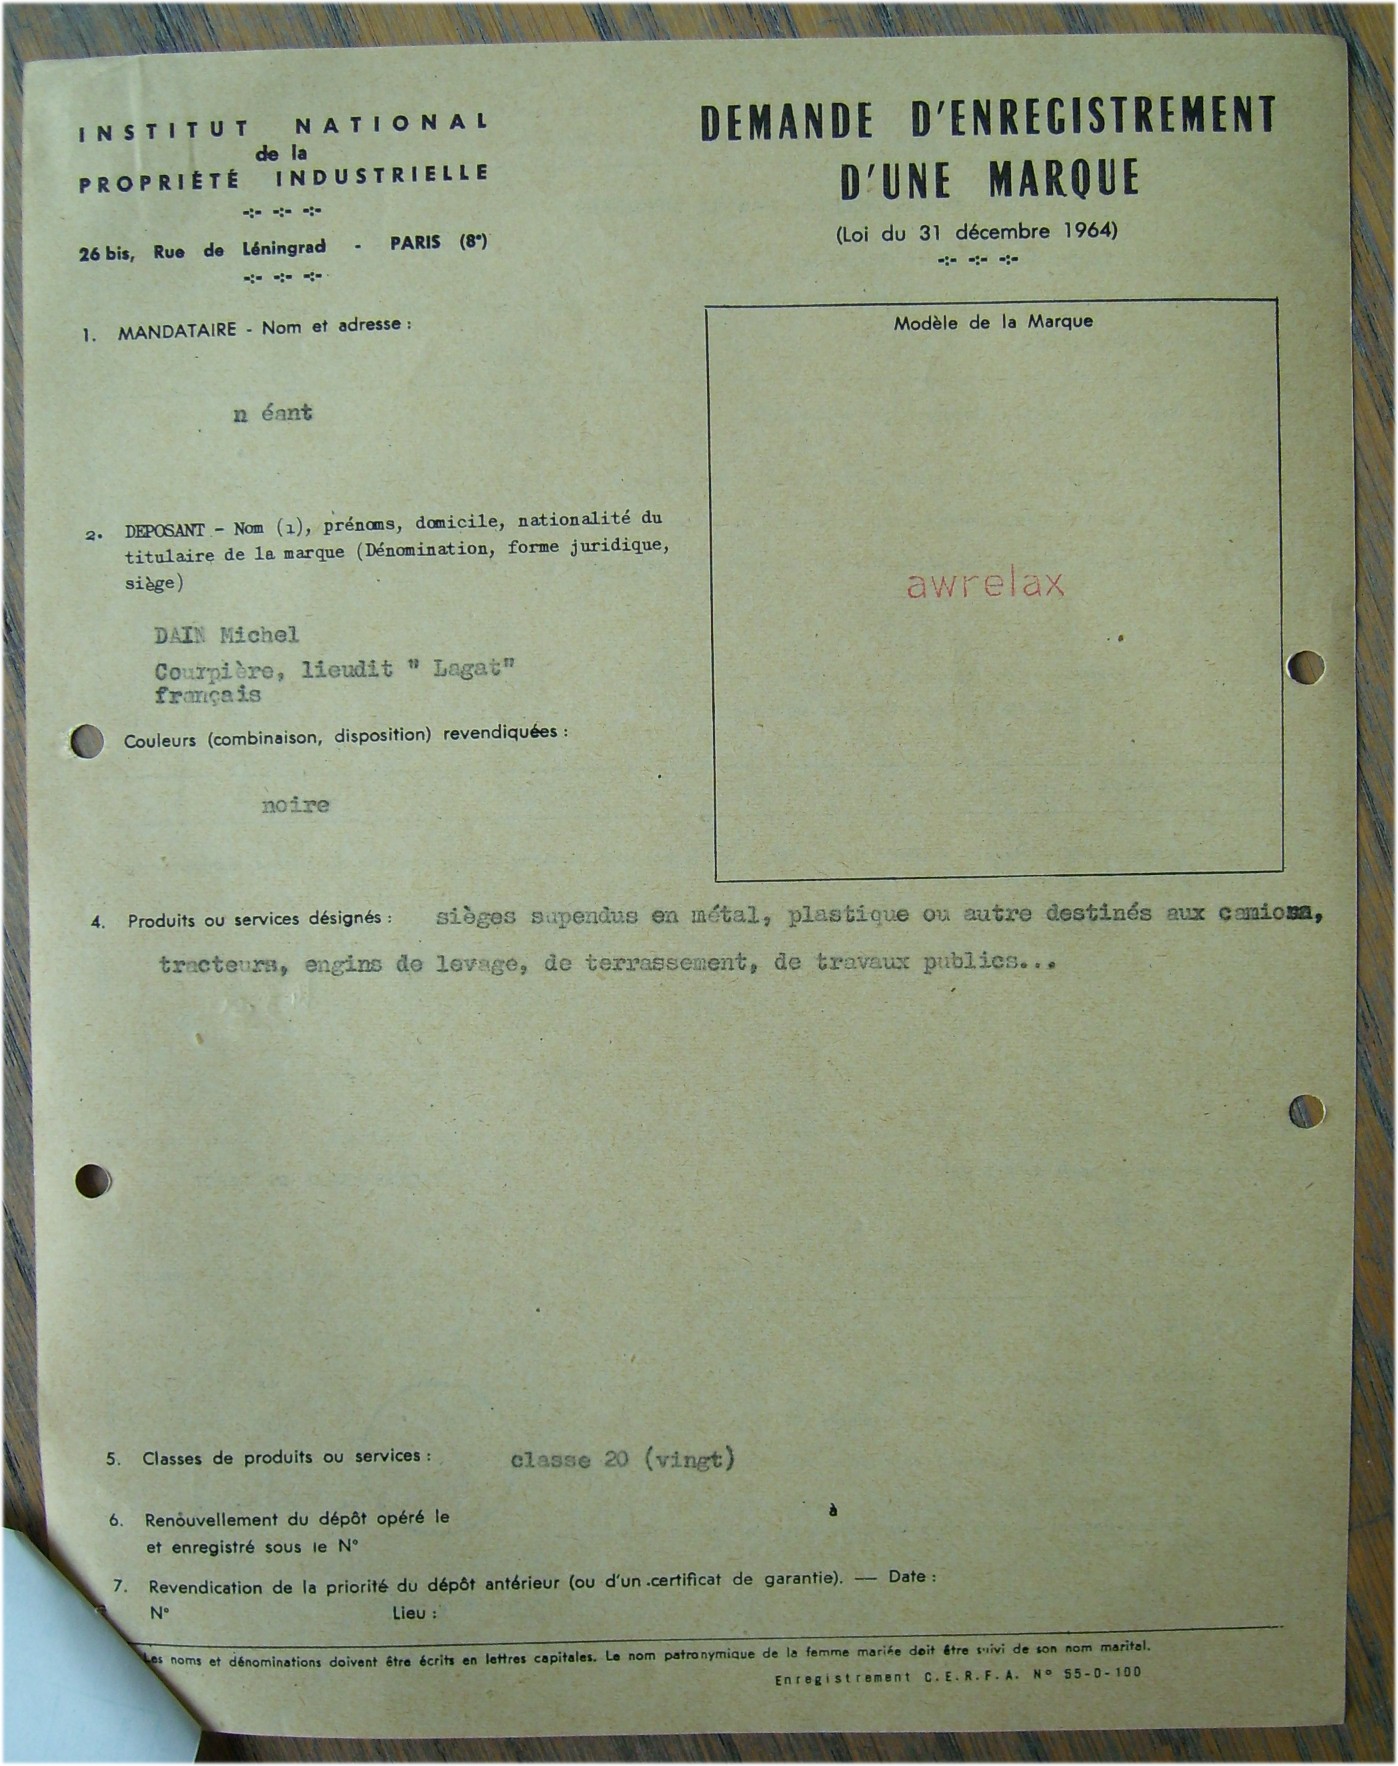 INSTITUT NATIONAL
de la
PROPRIÉTÉ INDUSTRIELLE
-:- -:- -:-
26 bis, Rue de Léningrad - PARIS (8e)
-:- -:- -:-
DEMANDE D'ENREGISTREMENT
D'UNE MARQUE
(Loi du 31 décembre 1964)
-:- -:- -:-
1. MANDATAIRE - Nom et adresse :
n éant
2. DEPOSANT - Nom (1), prénoms, domicile, nationalité du
titulaire de la marque (Dénomination, forme juridique,
siège)
DAIN Michel
Courpière, lieudit " Lagat"
français
Couleurs (combinaison, disposition) revendiquées :
noire
Modèle de la Marque
awrelax
4. Produits ou services désignés : sièges supendus en métal, plastique ou autre destinés aux camions,
tracteurs, engins de levage, de terrassement, de travaux publics...
5. Classes de produits ou services : classe 20 (vingt)
6. Renouvellement du dépôt opéré le à
et enregistré sous le N°
7. Revendication de la priorité du dépôt antérieur (ou d'un certificat de garantie). — Date :
N° Lieu :
Les noms et dénominations doivent être écrits en lettres capitales. Le nom patronymique de la femme mariée doit être suivi de son nom marital.
Enregistrement C.E.R.F.A. N° 55-0-100